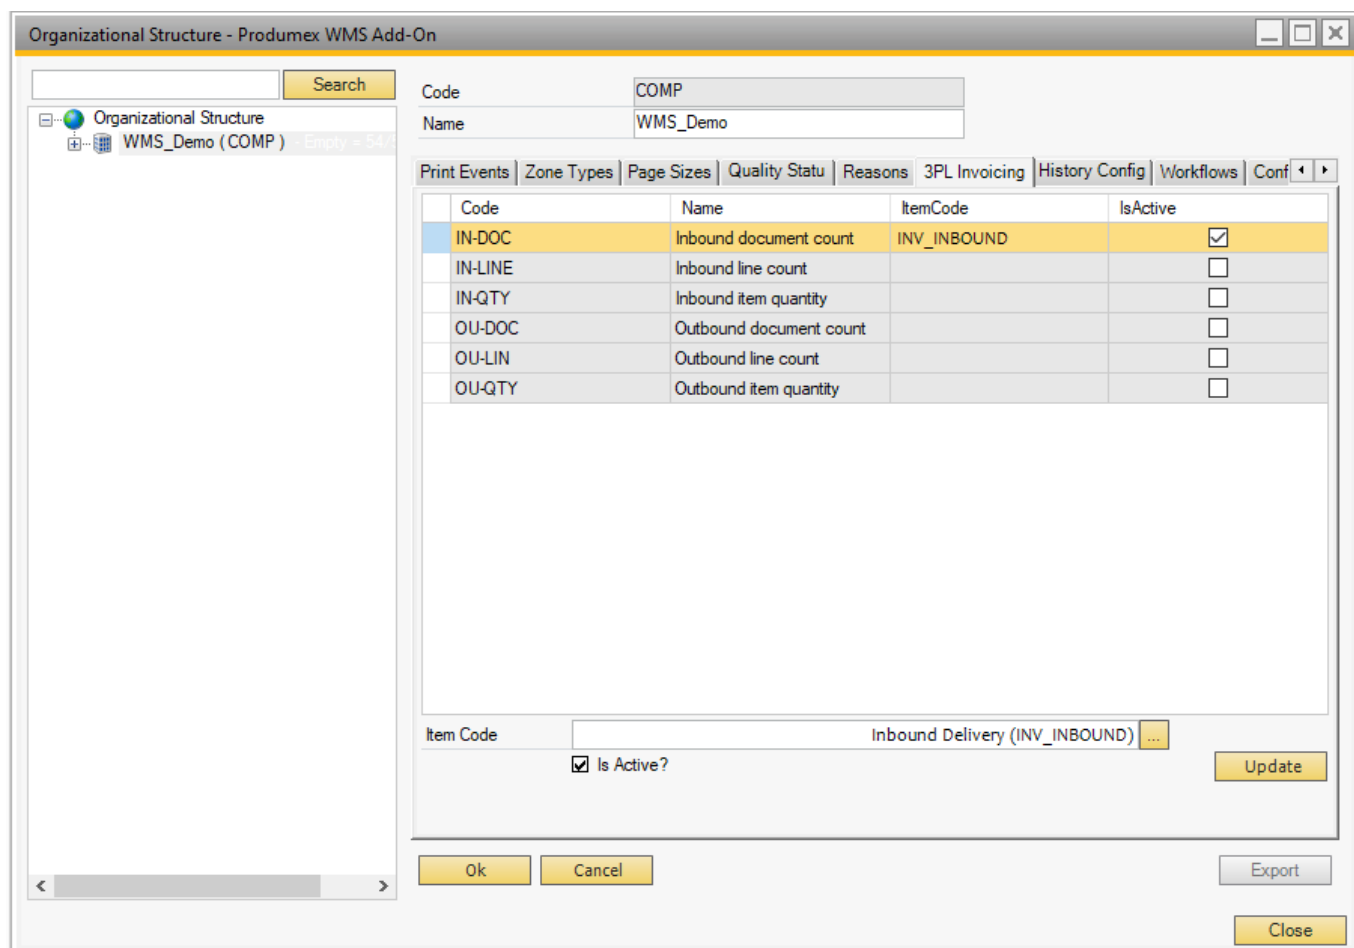 Organizational Structure - Produmex WMS Add-On
Search
Organizational Structure
WMS_Demo ( COMP ) - Empty = 54/
Code COMP
Name WMS_Demo
Print Events Zone Types Page Sizes Quality Statu Reasons 3PL Invoicing History Config Workflows Conf
Code Name ItemCode IsActive
IN-DOC Inbound document count INV_INBOUND
IN-LINE Inbound line count
IN-QTY Inbound item quantity
OU-DOC Outbound document count
OU-LIN Outbound line count
OU-QTY Outbound item quantity
Item Code Inbound Delivery (INV_INBOUND) ...
Is Active?
Update
Ok Cancel Export
Close